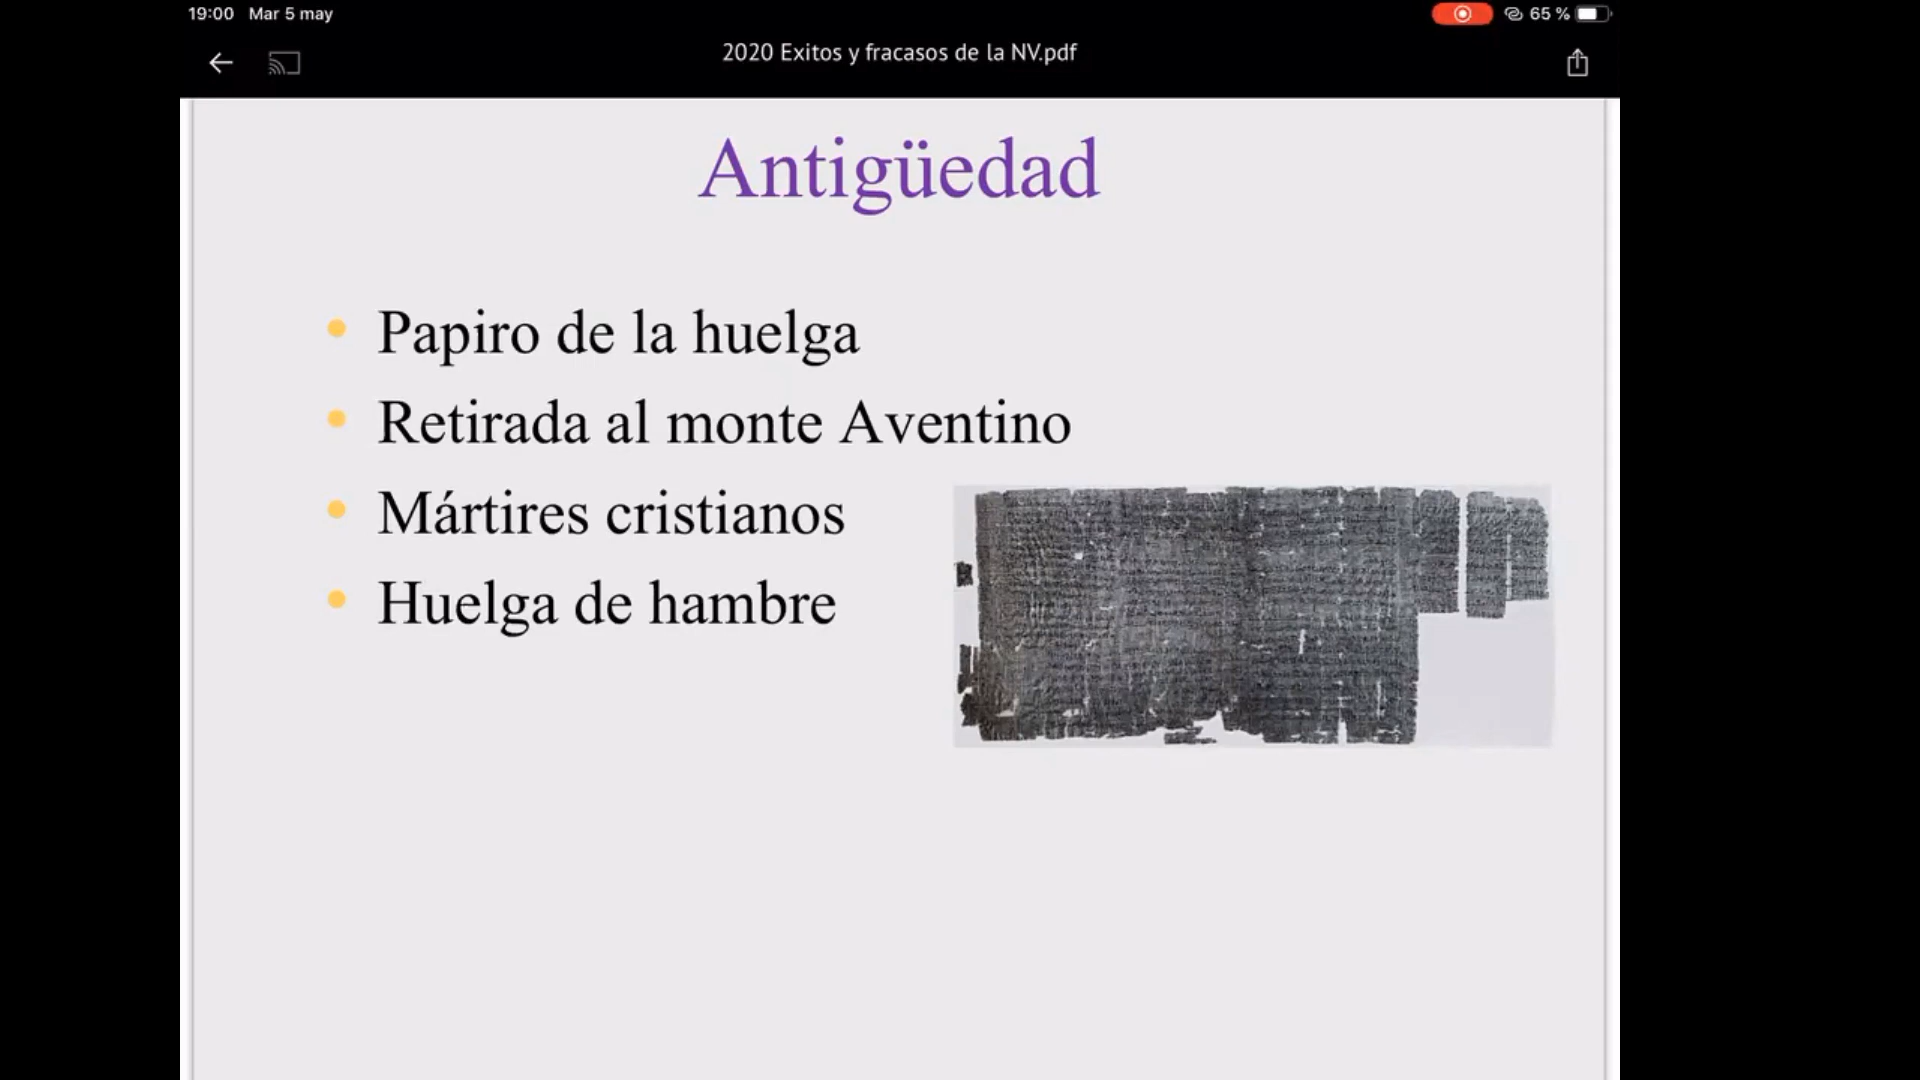 19:00 Mar 5 may
65 %
2020 Exitos y fracasos de la NV.pdf
Antigüedad
• Papiro de la huelga
• Retirada al monte Aventino
• Mártires cristianos
• Huelga de hambre